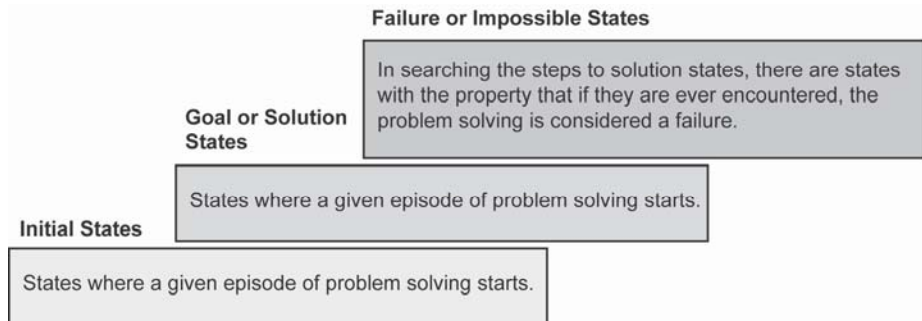 Failure or Impossible States
In searching the steps to solution states, there are states
with the property that if they are ever encountered, the
problem solving is considered a failure.
Goal or Solution
States
States where a given episode of problem solving starts.
Initial States
States where a given episode of problem solving starts.